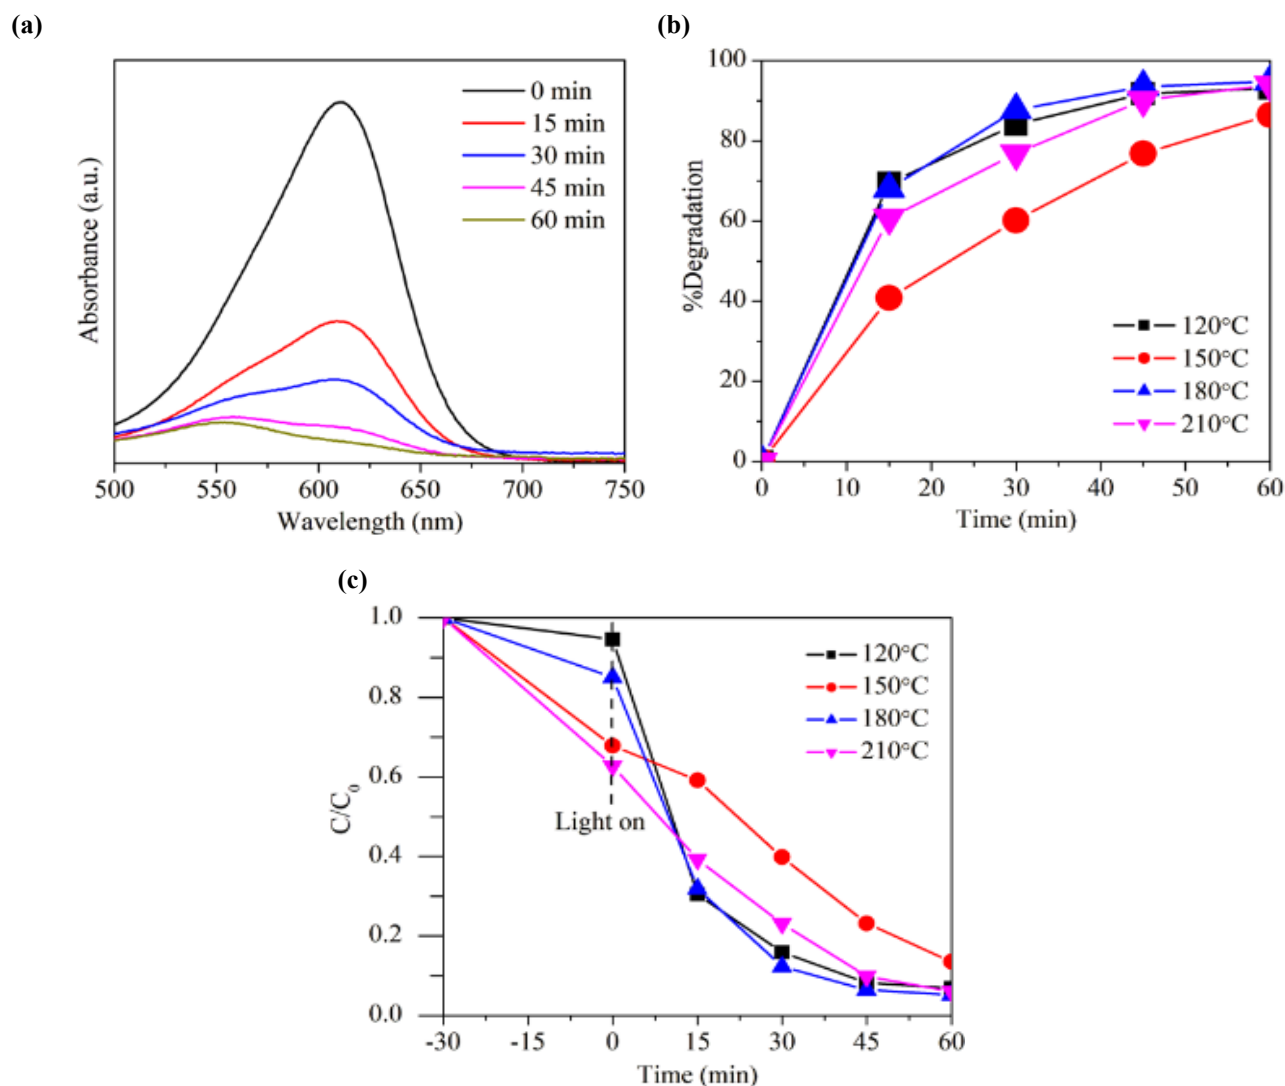 (a)
Absorbance (a.u.)
0 min
15 min
30 min
45 min
60 min
500 550 600 650 700 750
Wavelength (nm)
(b)
%Degradation
100
80
60
40
20
0
120°C
150°C
180°C
210°C
0 10 20 30 40 50 60
Time (min)
(c)
C/C₀
1.0
0.8
0.6
0.4
0.2
0.0
120°C
150°C
180°C
210°C
Light on
-30 -15 0 15 30 45 60
Time (min)